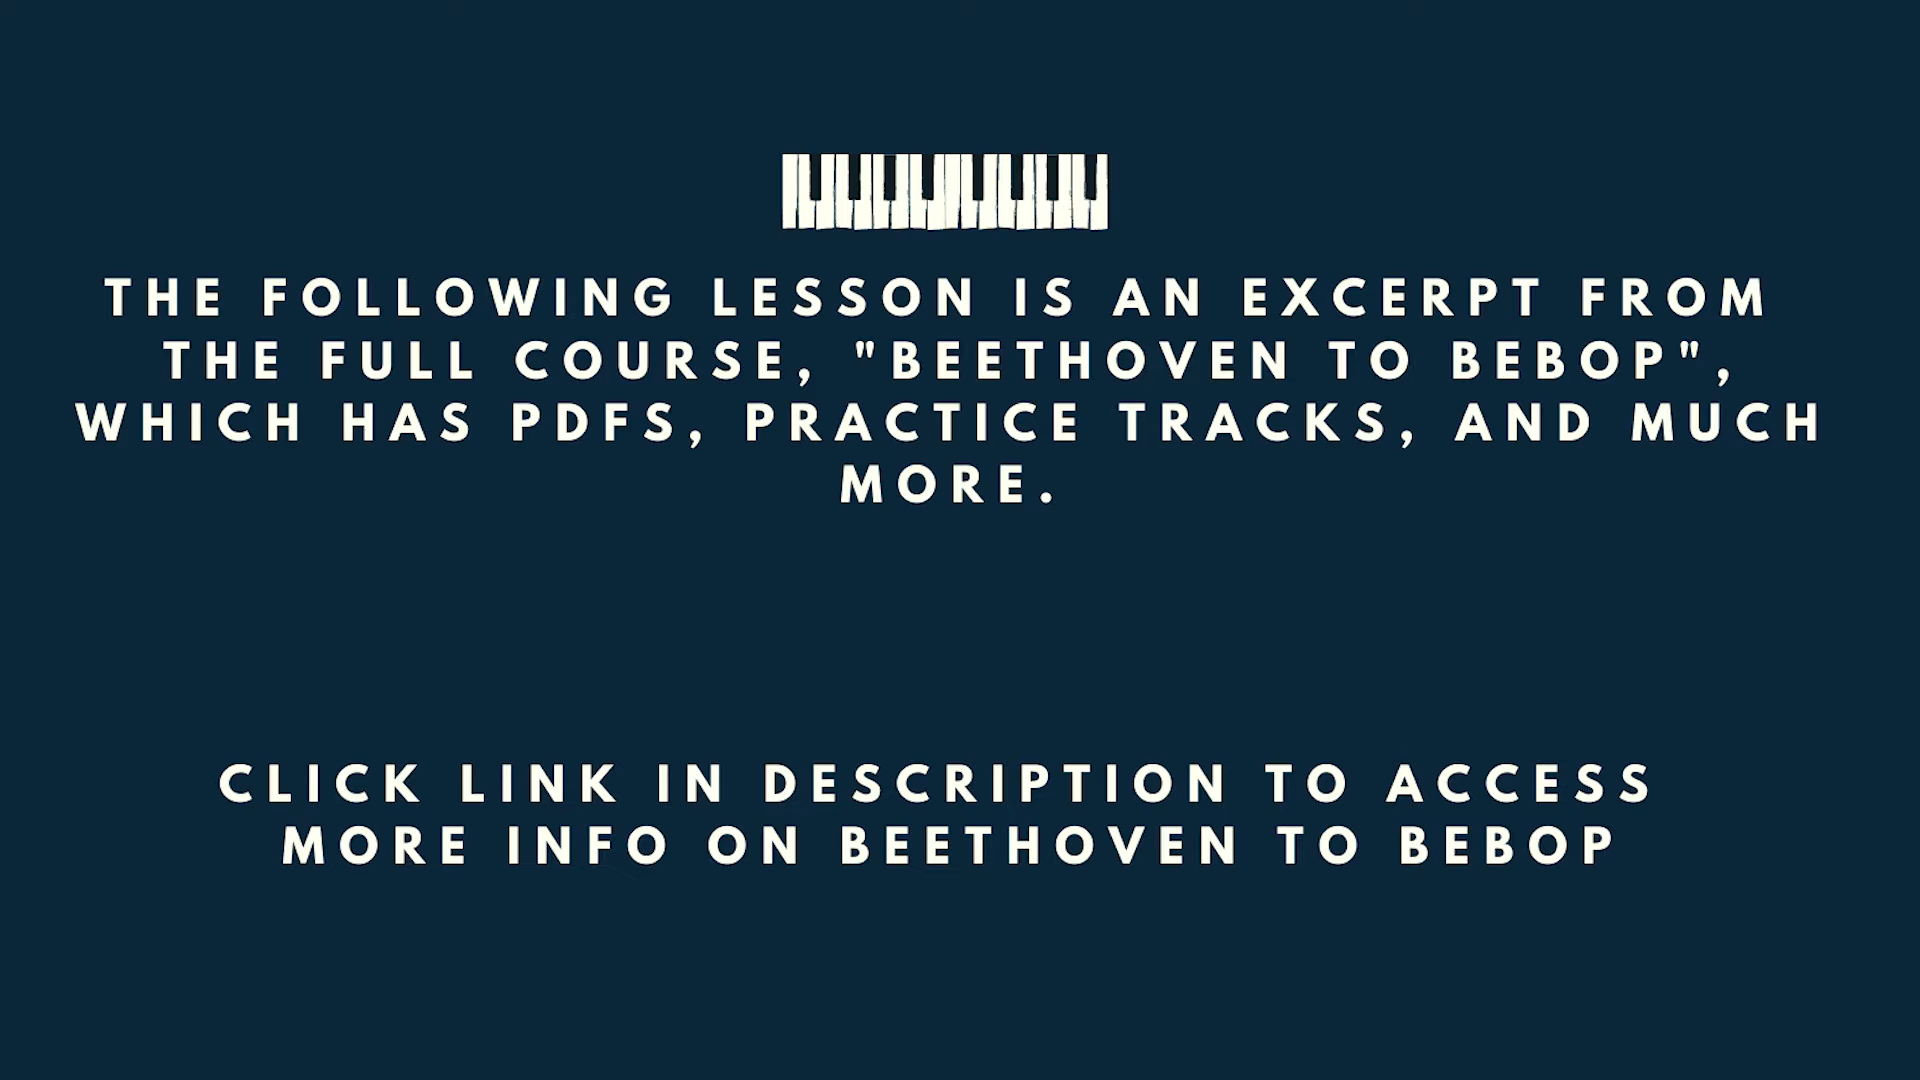 THE FOLLOWING LESSON IS AN EXCERPT FROM
THE FULL COURSE, "BEETHOVEN TO BEBOP",
WHICH HAS PDFS, PRACTICE TRACKS, AND MUCH
MORE.
CLICK LINK IN DESCRIPTION TO ACCESS
MORE INFO ON BEETHOVEN TO BEBOP